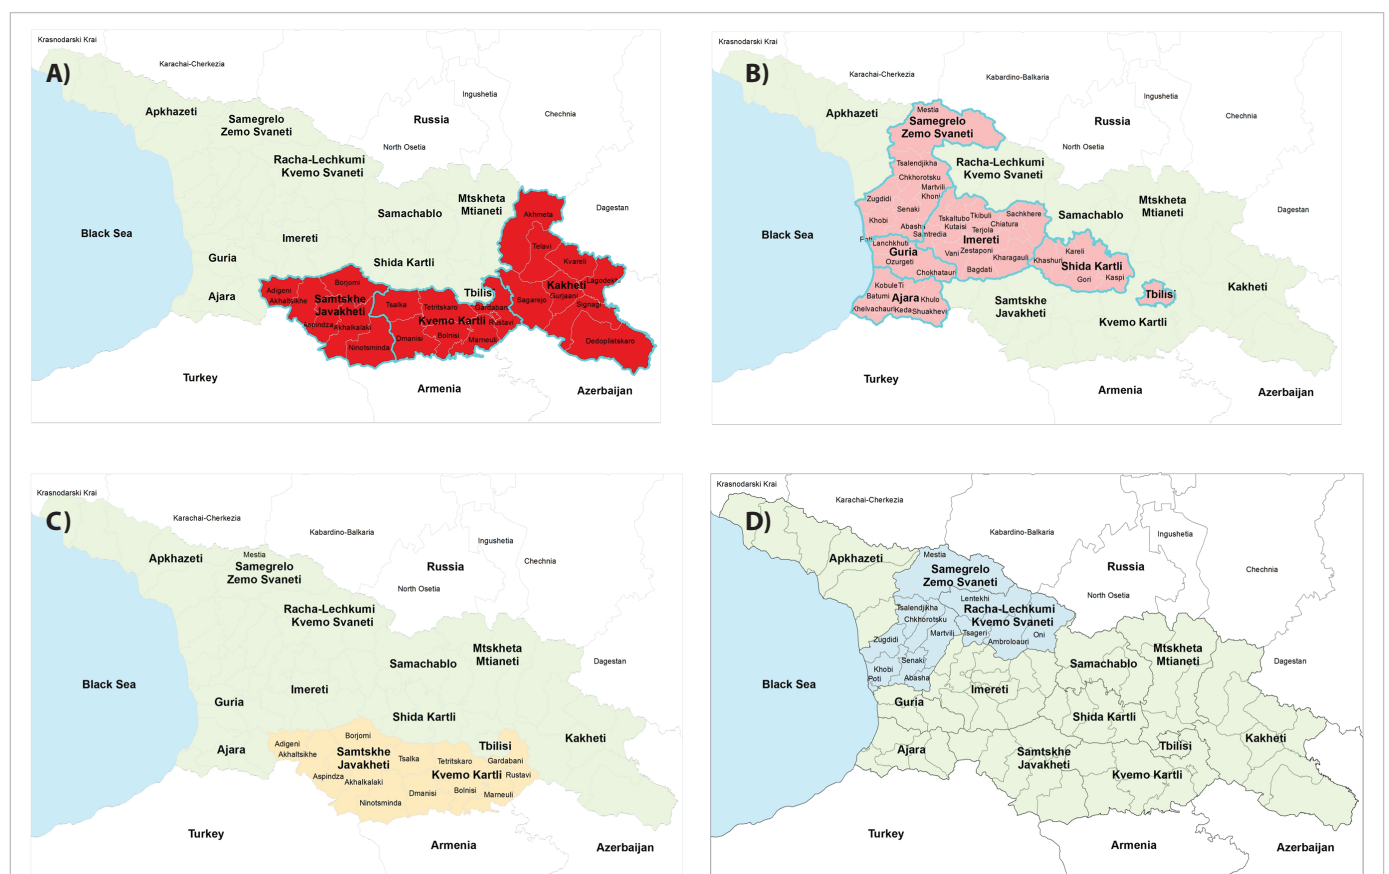 A)
Krasnodarski Krai
Karachai-Cherkezia
Ingushetia
Chechnia
Apkhazeti
Samegrelo
Zemo Svaneti
Russia
North Osetia
Racha-Lechkumi
Kvemo Svaneti
Mtskheta
Mtianeti
Samachablo
Dagestan
Akhmeta
Black Sea
Imereti
Telavi
Guria
Shida Kartli
Kvareli
Ajara
Adigeni
Borjomi
Tbilis
Kakheti
Lagodekhi
Akhaltsikhe
Samtskhe
Javakheti
Tsalka
Tetritskaro
Gardabani
Sagarejo
Gurjaani
Signagi
Aspindza
Akhalkalaki
Kvemo Kartli
Rustavi
Ninotsminda
Dmanisi
Bolnisi
Marneuli
Dedoplistskaro
Turkey
Armenia
Azerbaijan
B)
Krasnodarski Krai
Karachai-Cherkezia
Kabardino-Balkaria
Ingushetia
Chechnia
Apkhazeti
Mestia
Samegrelo
Zemo Svaneti
Russia
North Osetia
Tsalendjikha
Racha-Lechkumi
Kvemo Svaneti
Chkhorotsku
Martvili
Khoni
Zugdidi
Mtskheta
Mtianeti
Senaki
Samachablo
Dagestan
Khobi
Abasha
Tskaltubo
Tkibuli
Sachkhere
Kutaisi
Chiatura
Terjola
Samtredia
Black Sea
Poti
Lanchkhuti
Imereti
Guria
Ozurgeti
Vani
Zestaponi
Kharagauli
Khashuri
Kareli
Shida Kartli
Chokhatauri
Bagdati
Gori
Kaspi
KobuleTi
Batumi
Ajara
Khulo
Khelvachauri
Keda
Shuakhevi
Samtskhe
Javakheti
Tbilis
Kakheti
Kvemo Kartli
Turkey
Armenia
Azerbaijan
C)
Krasnodarski Krai
Karachai-Cherkezia
Kabardino-Balkaria
Ingushetia
Chechnia
Apkhazeti
Mestia
Samegrelo
Zemo Svaneti
Russia
North Osetia
Racha-Lechkumi
Kvemo Svaneti
Mtskheta
Mtianeti
Samachablo
Dagestan
Black Sea
Imereti
Guria
Shida Kartli
Ajara
Adigeni
Akhaltsikhe
Borjomi
Samtskhe
Javakheti
Tsalka
Tetritskaro
Tbilisi
Gardabani
Kakheti
Aspindza
Akhalkalaki
Kvemo Kartli
Rustavi
Ninotsminda
Dmanisi
Bolnisi
Marneuli
Turkey
Armenia
Azerbaijan
D)
Krasnodarski Krai
Karachai-Cherkezia
Kabardino-Balkaria
Ingushetia
Chechnia
Apkhazeti
Mestia
Samegrelo
Zemo Svaneti
Russia
North Osetia
Lentekhi
Tsalendjikha
Racha-Lechkumi
Kvemo Svaneti
Chkhorotsku
Martvili
Tsageri
Oni
Ambroloauri
Zugdidi
Senaki
Khobi
Poti
Abasha
Mtskheta
Mtianeti
Samachablo
Dagestan
Black Sea
Imereti
Guria
Shida Kartli
Ajara
Samtskhe
Javakheti
Tbilisi
Kakheti
Kvemo Kartli
Turkey
Armenia
Azerbaijan